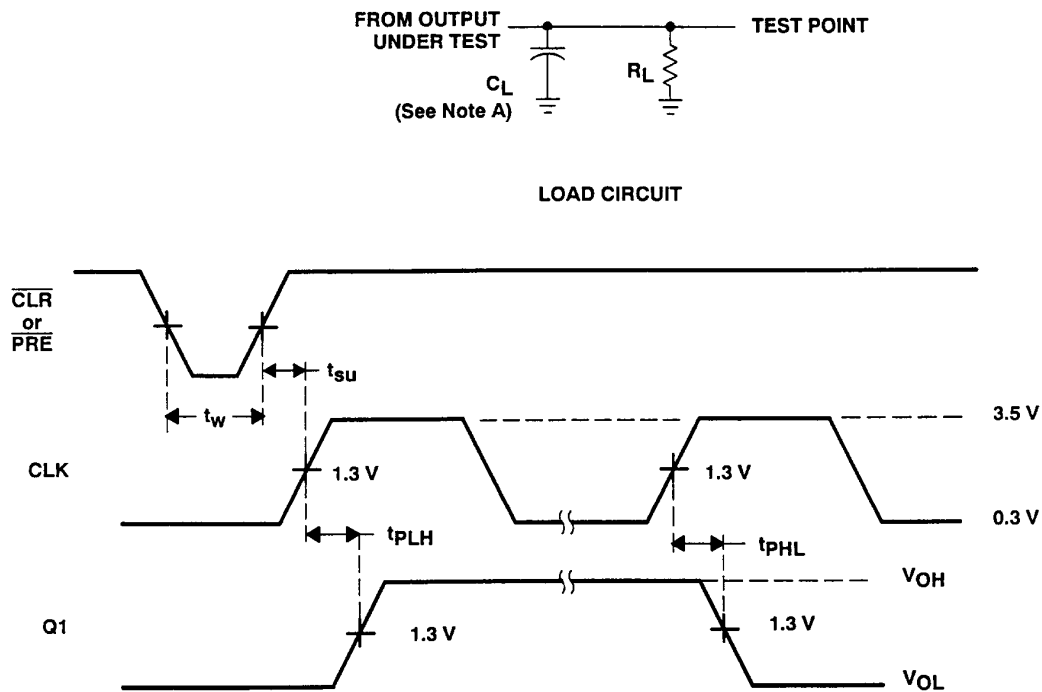 FROM OUTPUT
UNDER TEST
TEST POINT
CL
(See Note A)
RL
LOAD CIRCUIT
CLR
or
PRE
tsu
tw
3.5 V
CLK
1.3 V
1.3 V
0.3 V
tPLH
tPHL
VOH
Q1
1.3 V
1.3 V
VOL